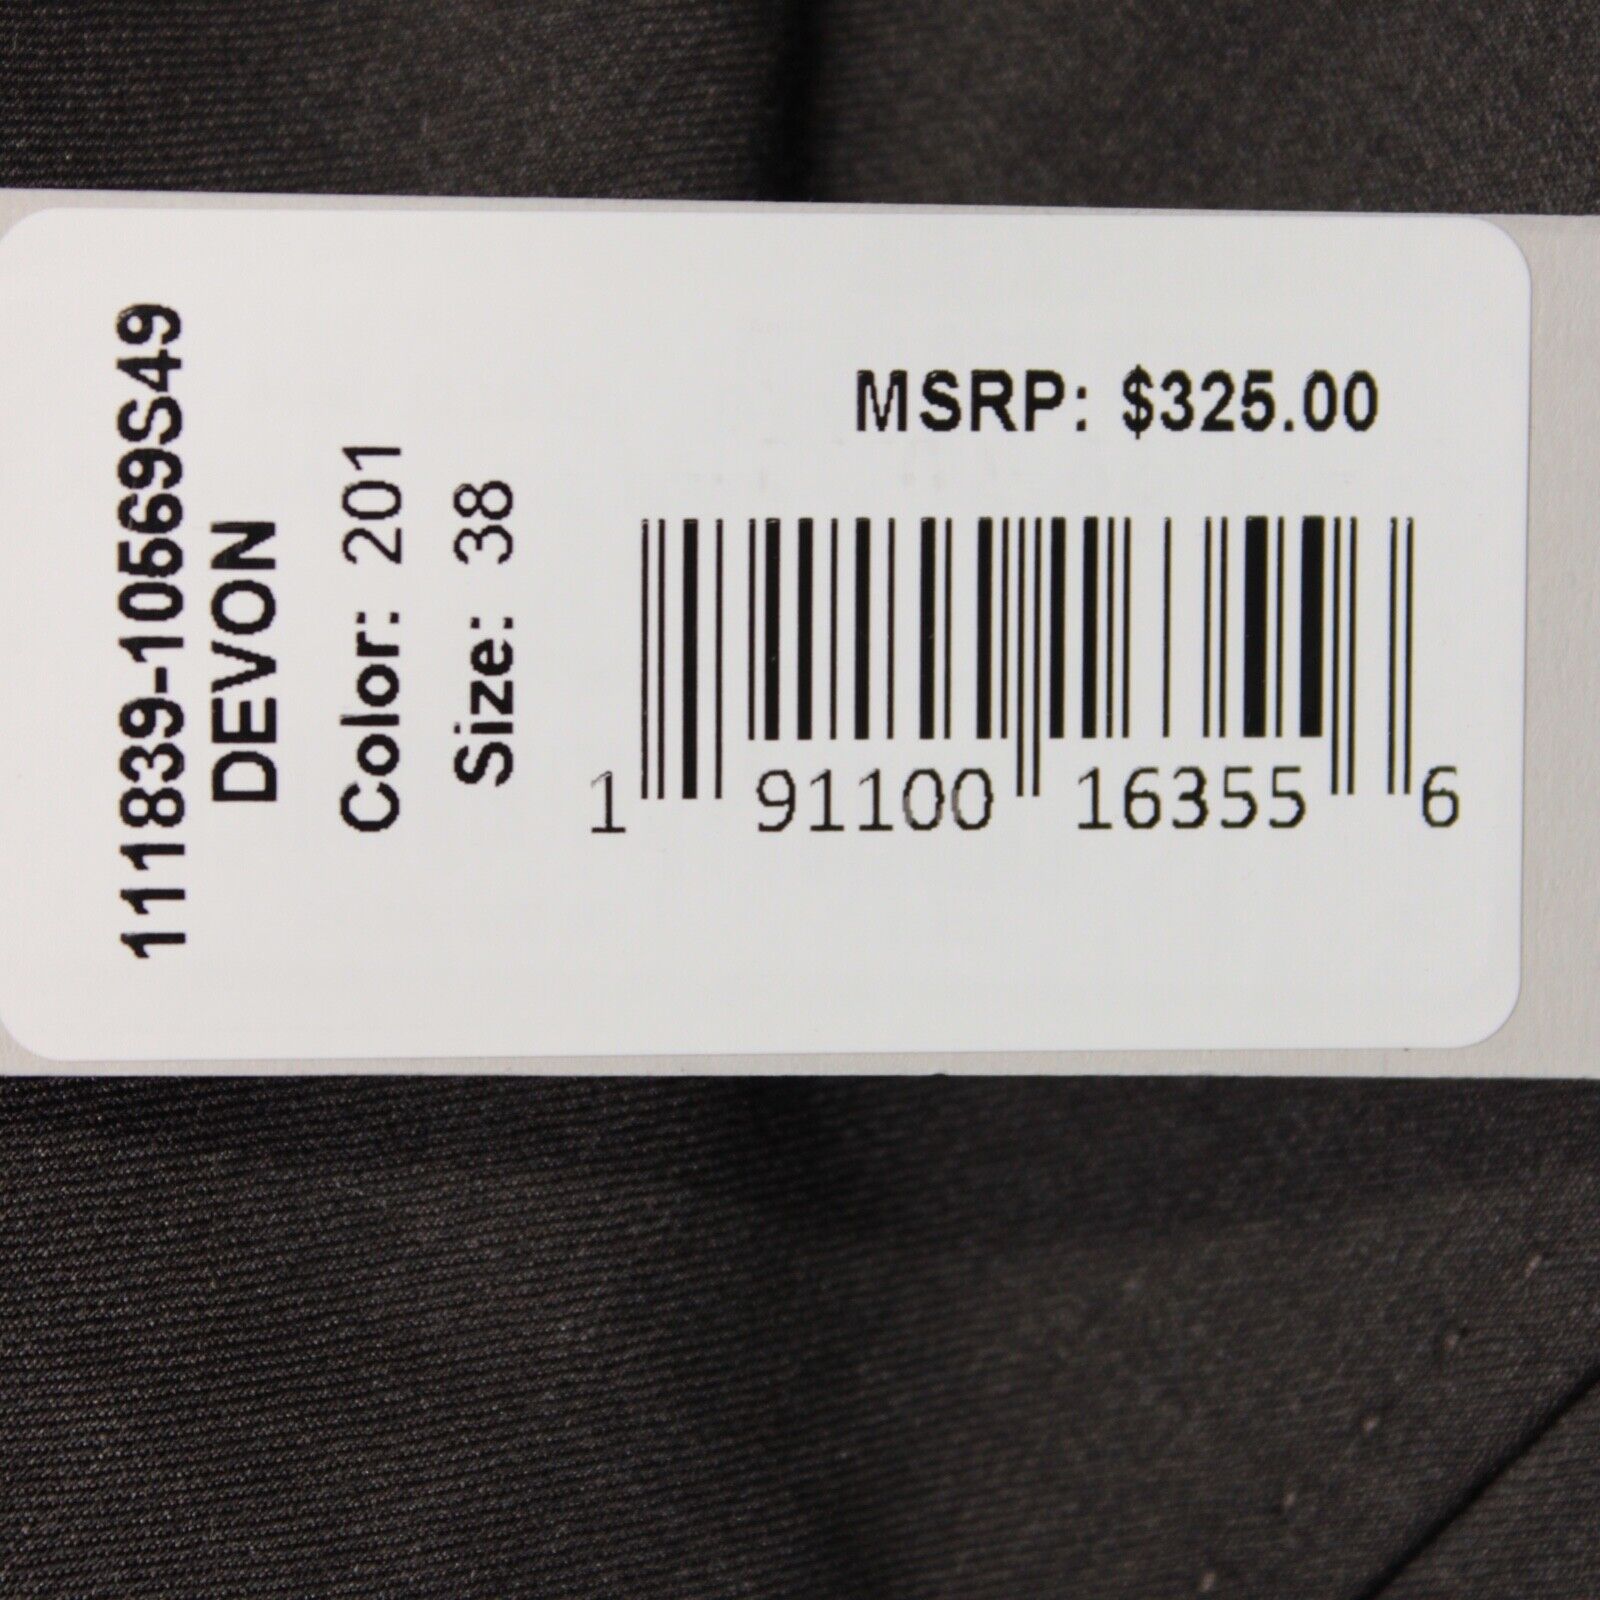 111839-10569S49
DEVON
Color: 201
Size: 38
MSRP: $325.00
1 91100 16355 6